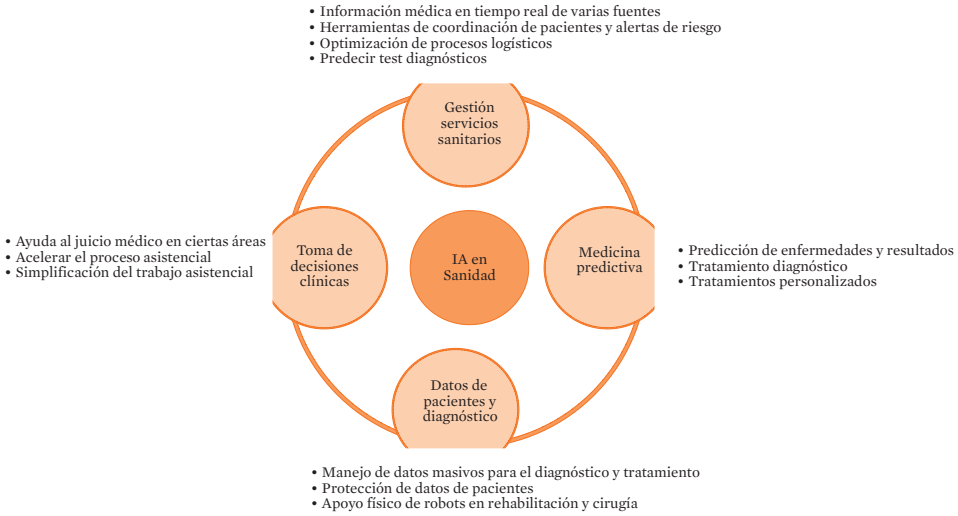 • Información médica en tiempo real de varias fuentes
• Herramientas de coordinación de pacientes y alertas de riesgo
• Optimización de procesos logísticos
• Predecir test diagnósticos
Gestión
servicios
sanitarios
• Ayuda al juicio médico en ciertas áreas
• Acelerar el proceso asistencial
• Simplificación del trabajo asistencial
Toma de
decisiones
clínicas
IA en
Sanidad
Medicina
predictiva
• Predicción de enfermedades y resultados
• Tratamiento diagnóstico
• Tratamientos personalizados
Datos de
pacientes y
diagnóstico
• Manejo de datos masivos para el diagnóstico y tratamiento
• Protección de datos de pacientes
• Apoyo físico de robots en rehabilitación y cirugía